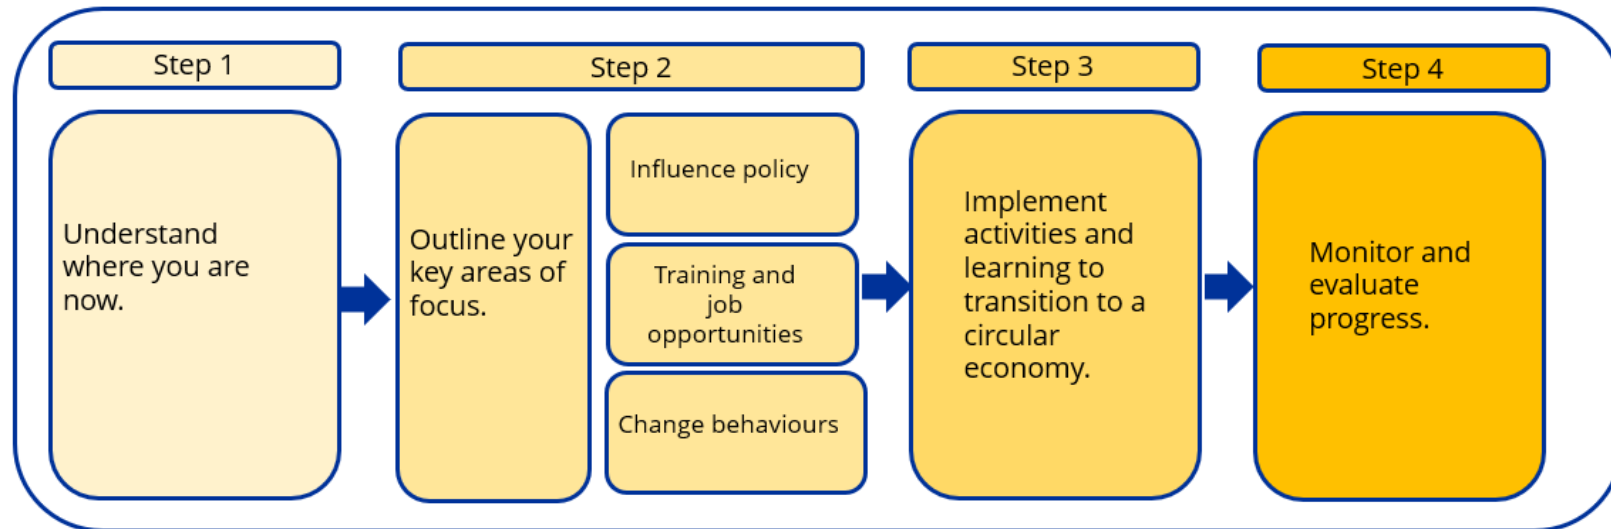 Step 1
Understand
where you are
now.
Step 2
Outline your
key areas of
focus.
Influence policy
Training and
job
opportunities
Change behaviours
Step 3
Implement
activities and
learning to
transition to a
circular
economy.
Step 4
Monitor and
evaluate
progress.